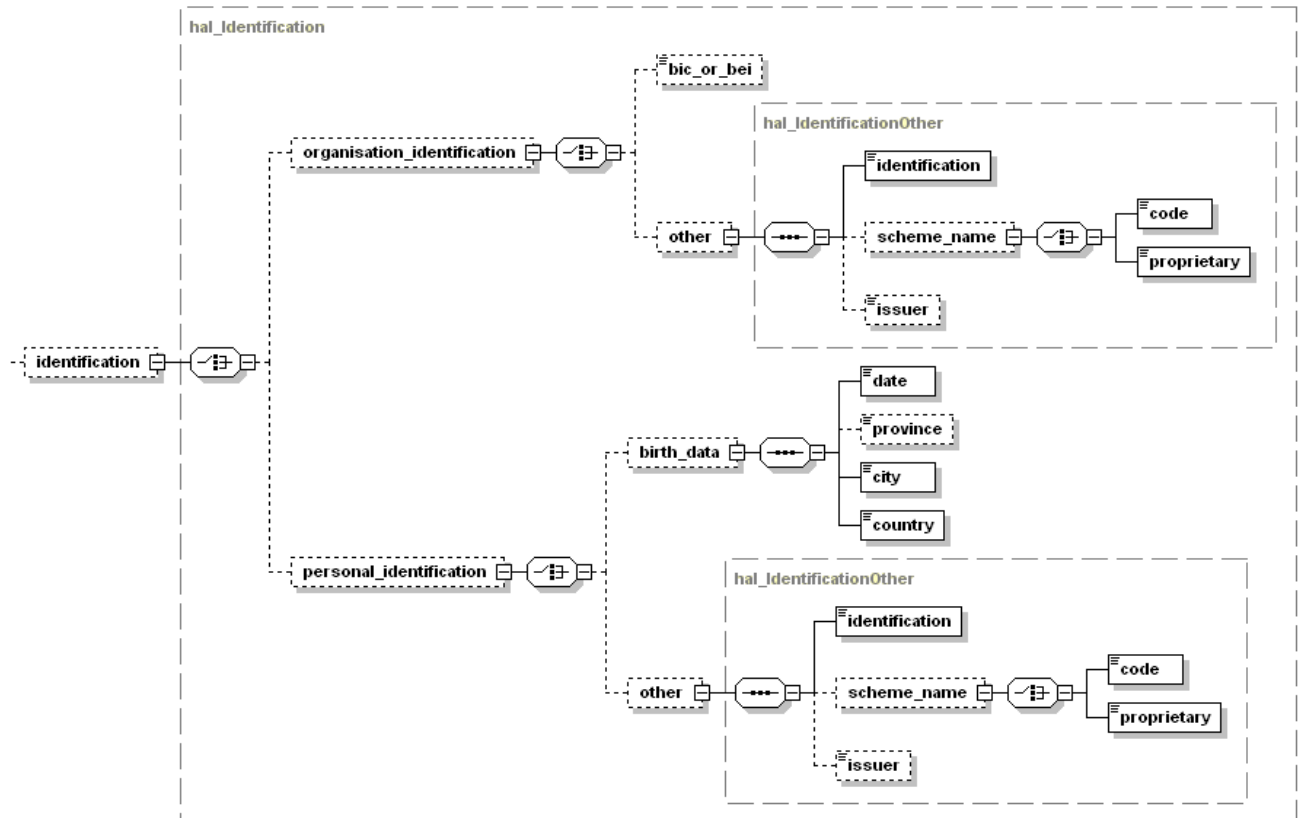 hal_Identification
bic_or_bei
hal_IdentificationOther
organisation_identification
identification
code
other
scheme_name
proprietary
issuer
identification
date
province
birth_data
city
country
personal_identification
hal_IdentificationOther
identification
code
other
scheme_name
proprietary
issuer